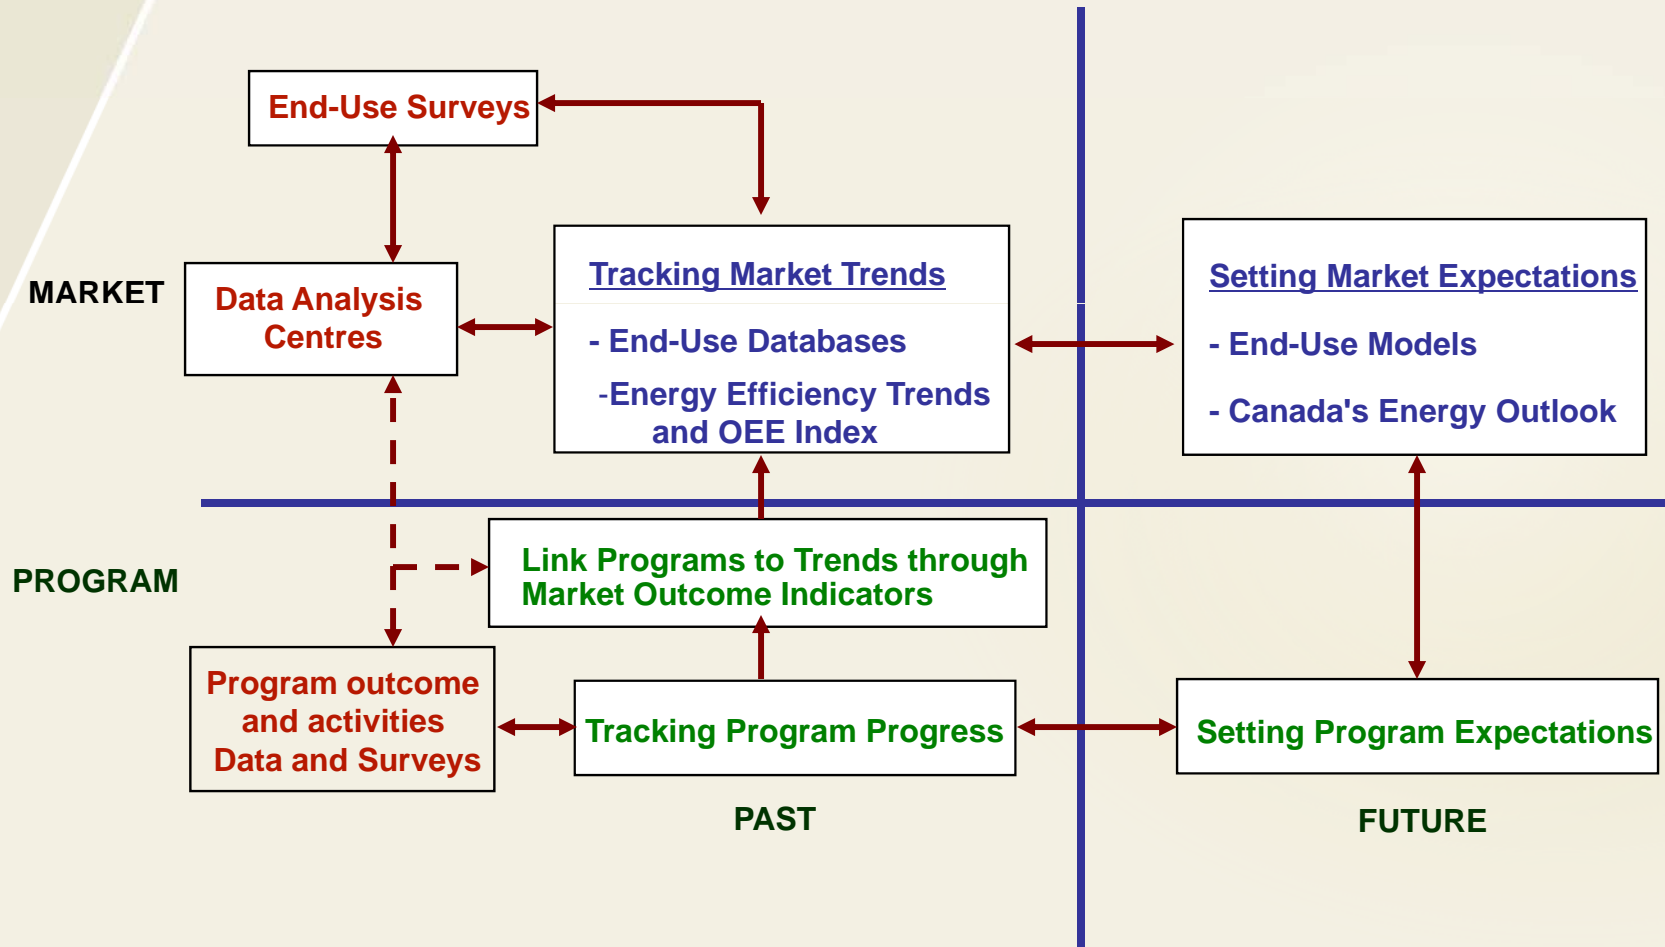 End-Use Surveys
MARKET
Data Analysis
Centres
Tracking Market Trends
- End-Use Databases
-Energy Efficiency Trends
and OEE Index
Setting Market Expectations
- End-Use Models
- Canada's Energy Outlook
PROGRAM
Link Programs to Trends through
Market Outcome Indicators
Program outcome
and activities
Data and Surveys
Tracking Program Progress
Setting Program Expectations
PAST
FUTURE